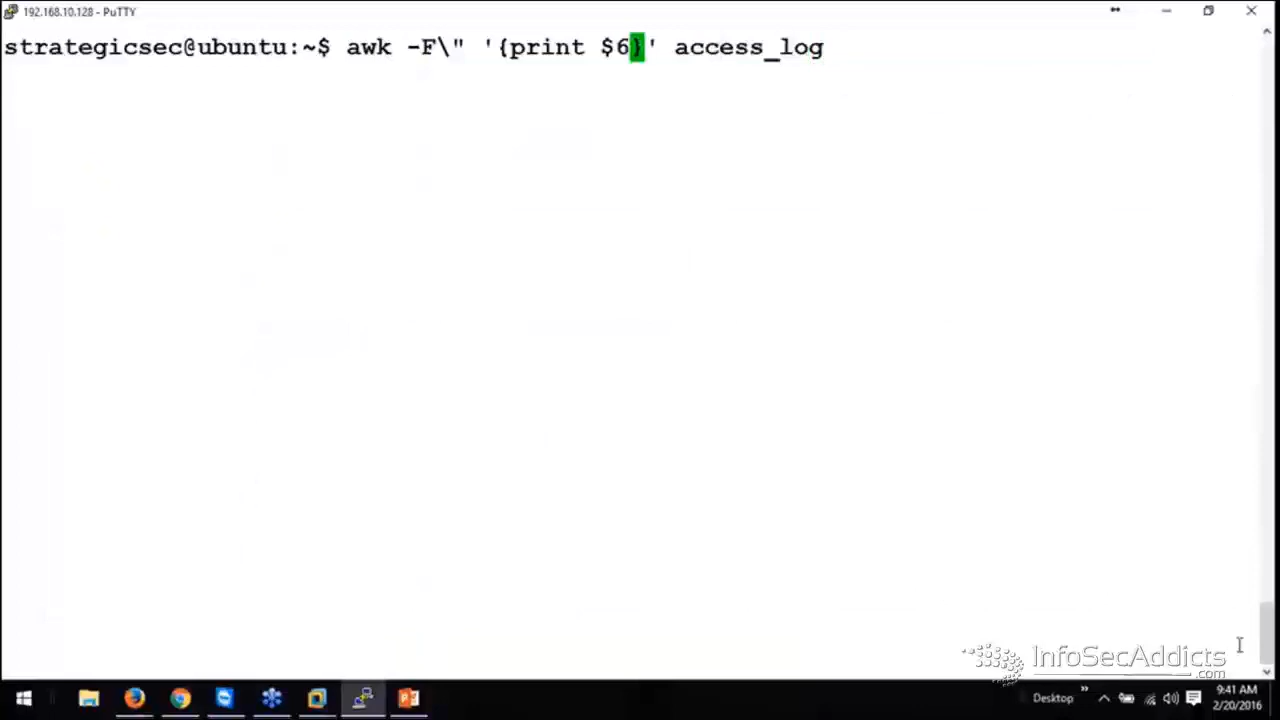 192.168.10.128 - PuTTY
strategicsec@ubuntu:~$ awk -F\" '{print $6}' access_log
InfoSecAddicts
.com
Desktop
9:41 AM
2/20/2016